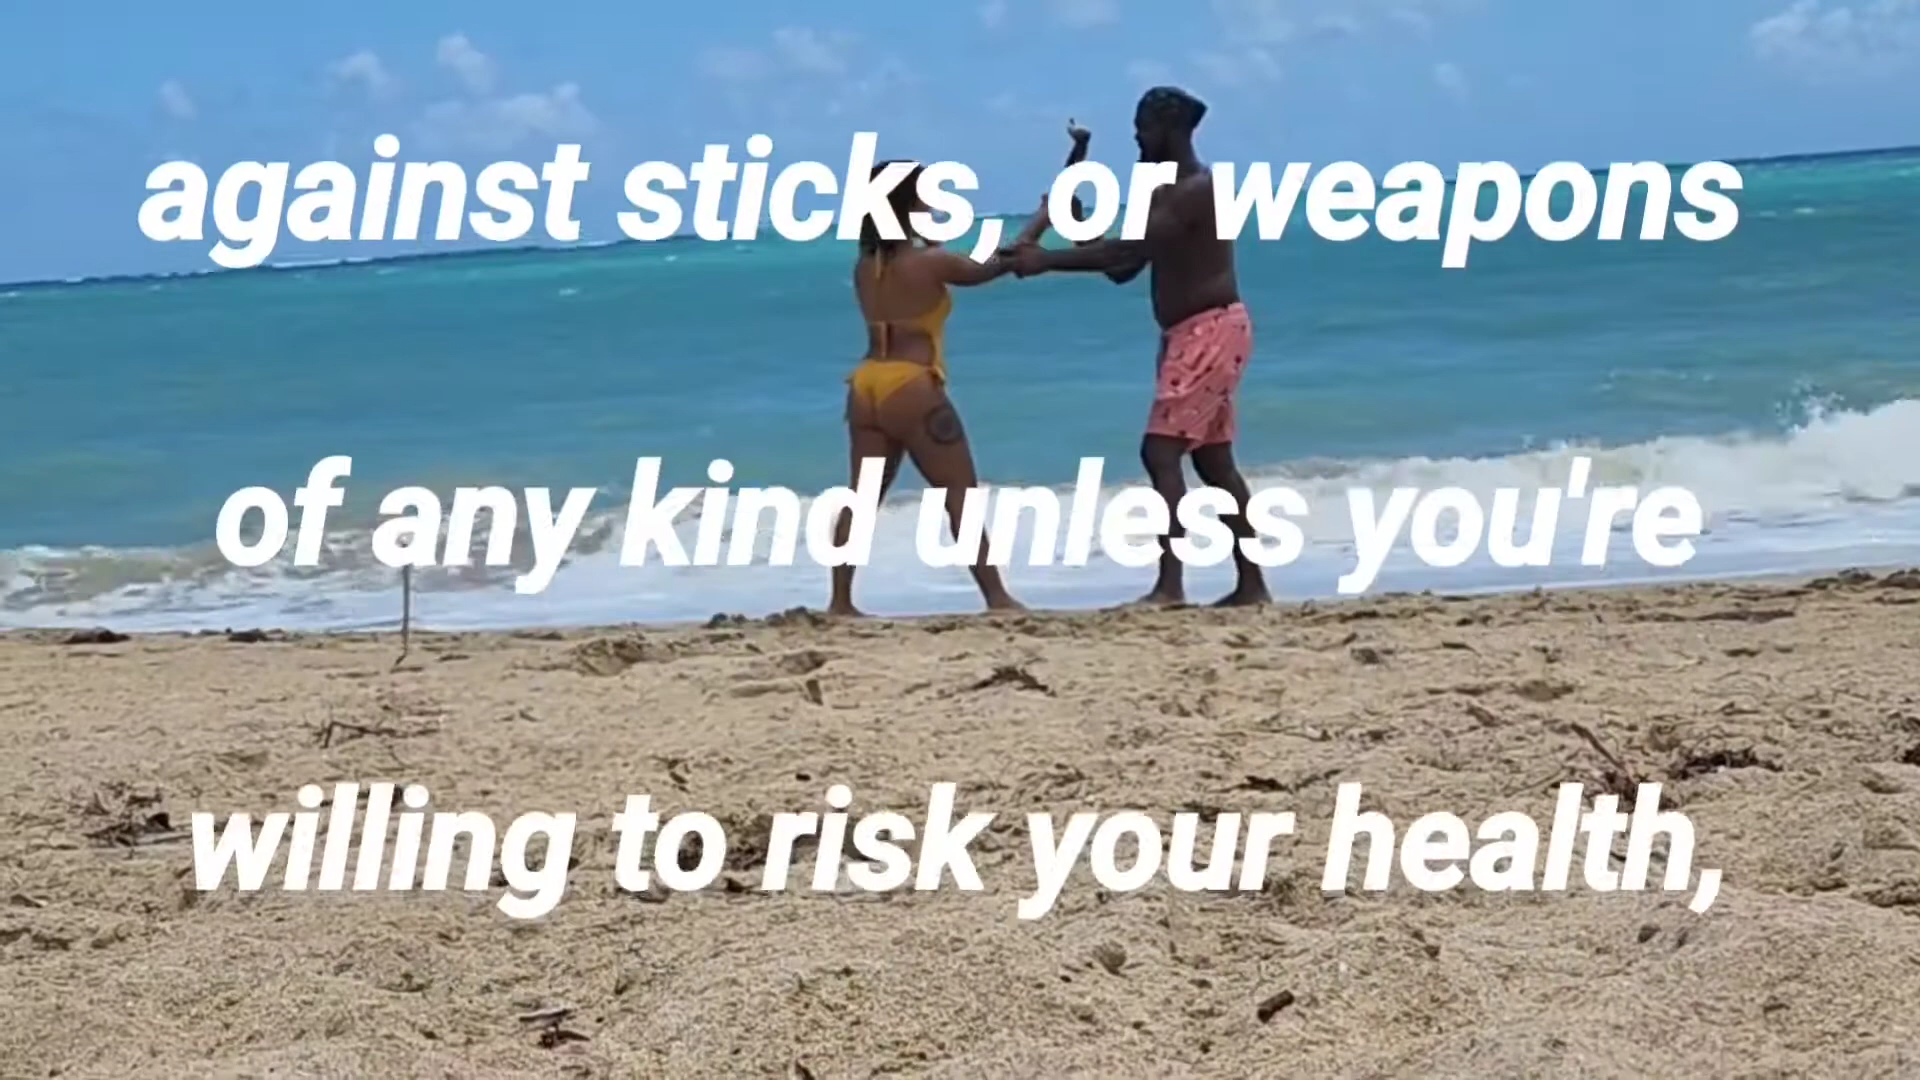 against sticks, or weapons
of any kind unless you're
willing to risk your health,